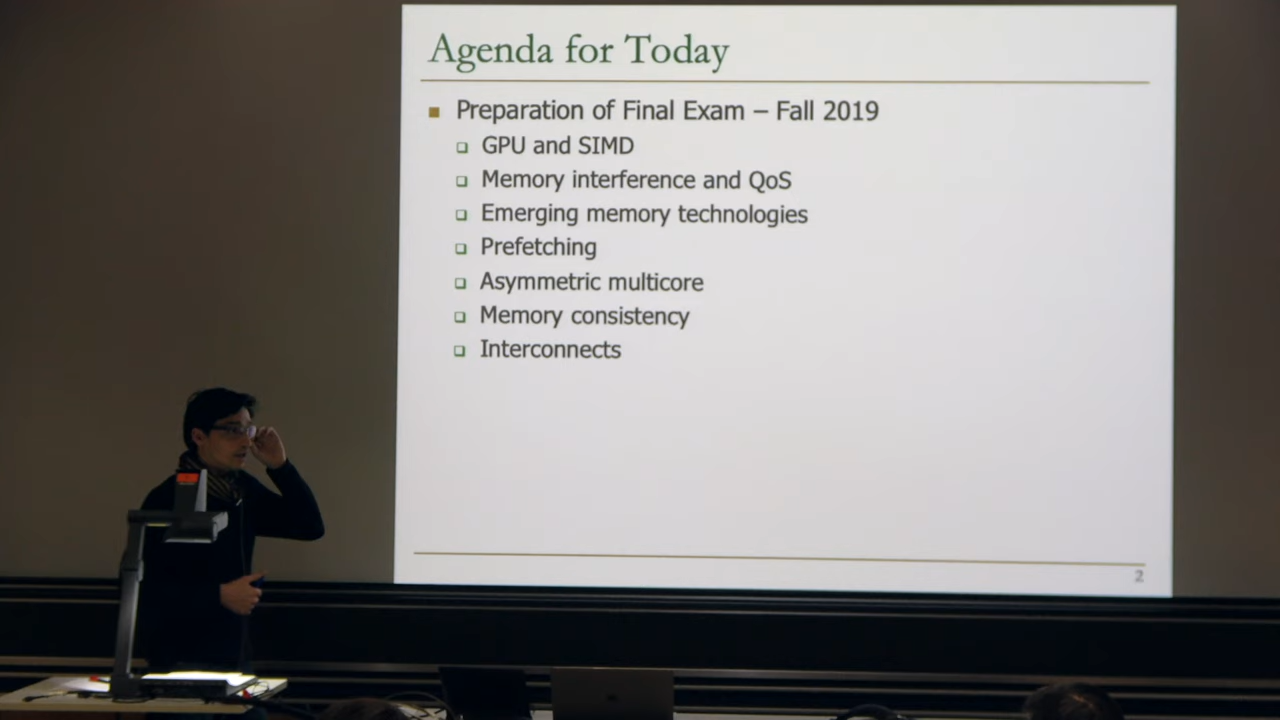 Agenda for Today
Preparation of Final Exam – Fall 2019
GPU and SIMD
Memory interference and QoS
Emerging memory technologies
Prefetching
Asymmetric multicore
Memory consistency
Interconnects
2